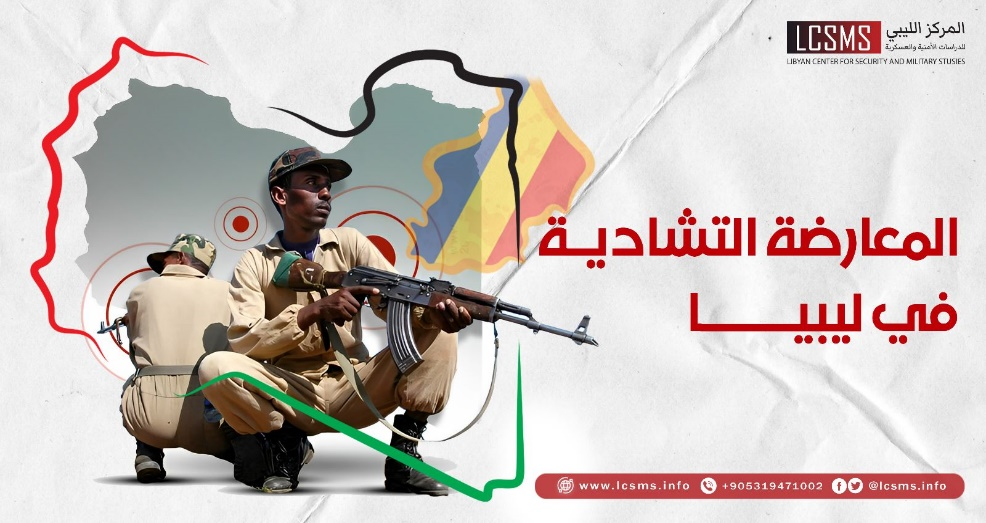 LCSMS المركز الليبي
للدراسات الأمنية والعسكرية
LIBYAN CENTER FOR SECURITY AND MILITARY STUDIES
المعارضة التشادية
في ليبيا
www.lcsms.info +905319471002 @lcsms.info